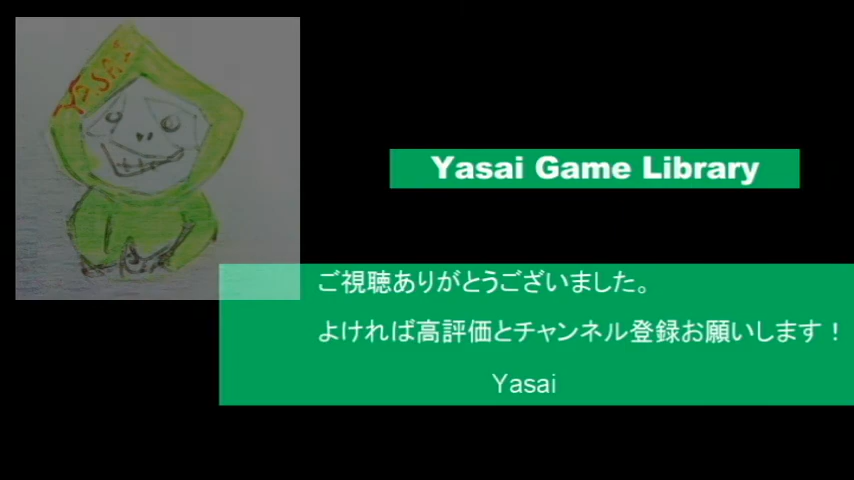 YASAI
Yasai Game Library
ご視聴ありがとうございました。
よければ高評価とチャンネル登録お願いします！
Yasai